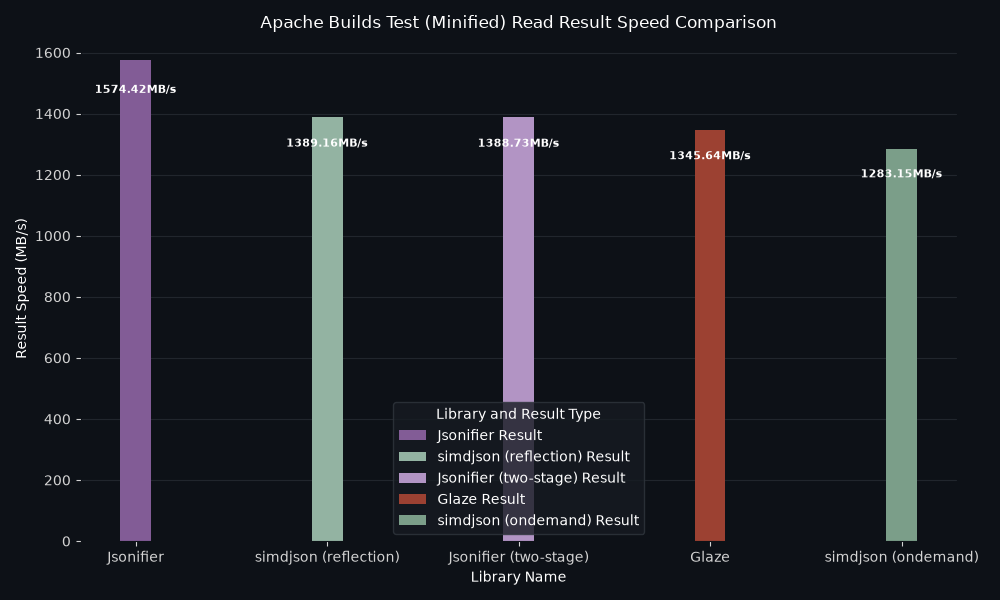 Apache Builds Test (Minified) Read Result Speed Comparison
1600
1400
1200
1000
800
600
400
200
0
Result Speed (MB/s)
1574.42MB/s
1389.16MB/s
1388.73MB/s
1345.64MB/s
1283.15MB/s
Library and Result Type
Jsonifier Result
simdjson (reflection) Result
Jsonifier (two-stage) Result
Glaze Result
simdjson (ondemand) Result
Jsonifier
simdjson (reflection)
Jsonifier (two-stage)
Glaze
simdjson (ondemand)
Library Name